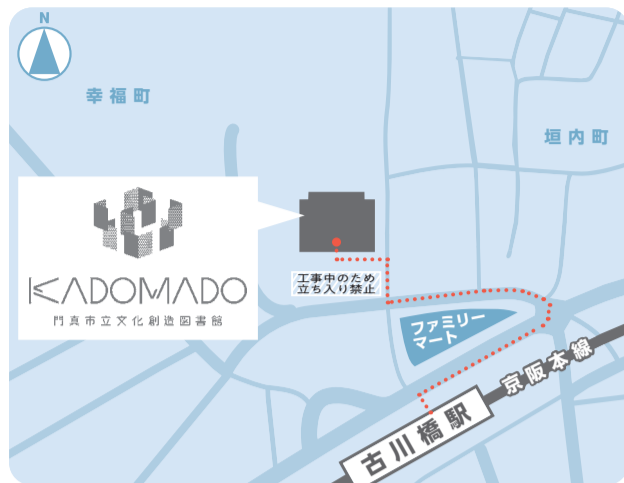 N
幸福町
垣内町
KADOMADO
門真市立文化創造図書館
工事中のため
立ち入り禁止
ファミリー
マート
京阪本線
古川橋駅